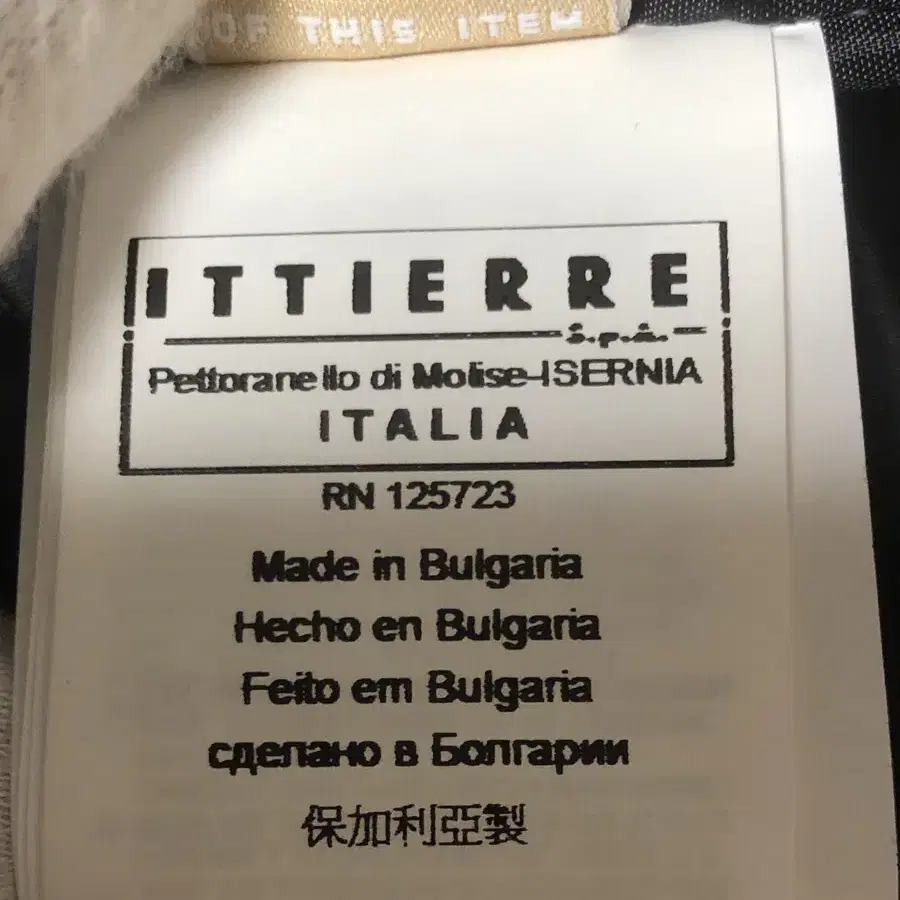 OF THIS ITEM
ITTIERRE
S.p.A.
Pettoranello di Molise-ISERNIA
ITALIA
RN 125723
Made in Bulgaria
Hecho en Bulgaria
Feito em Bulgaria
сделано в Болгарии
保加利亞製